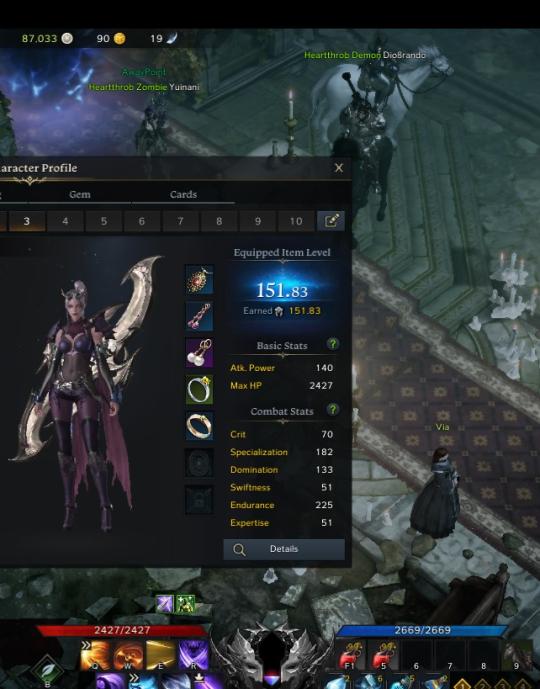 87,033 90 19
Heartthrob Demon Dio8rando
AwayPoint
Heartthrob Zombie Yuinani
aracter Profile X
Gem Cards
3 4 5 6 7 8 9 10
Equipped Item Level
151.83
Earned 151.83
Basic Stats ?
Atk. Power 140
Max HP 2427
Combat Stats ?
Crit 70
Specialization 182
Domination 133
Swiftness 51
Endurance 225
Expertise 51
Details
Via
2427/2427 2669/2669
Q W E R F1 5 6 7 8 9
B